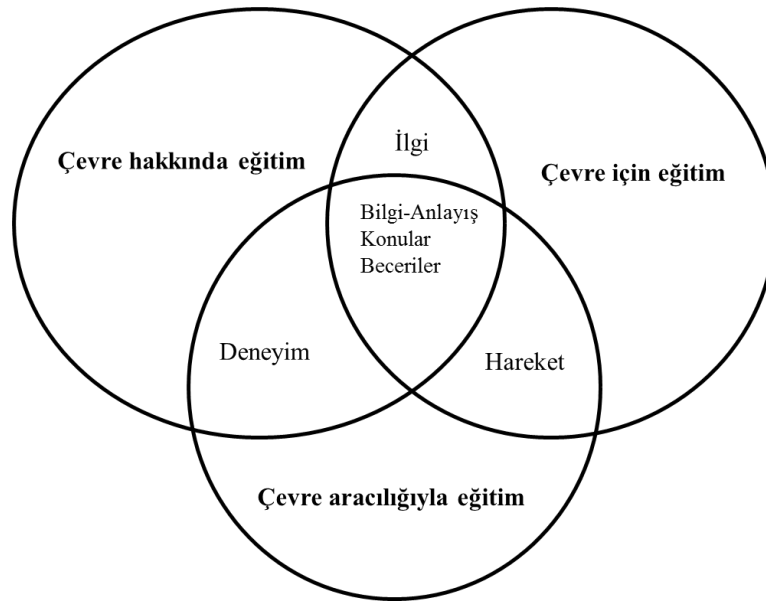 İlgi
Çevre hakkında eğitim
Çevre için eğitim
Bilgi-Anlayış
Konular
Beceriler
Deneyim
Hareket
Çevre aracılığıyla eğitim